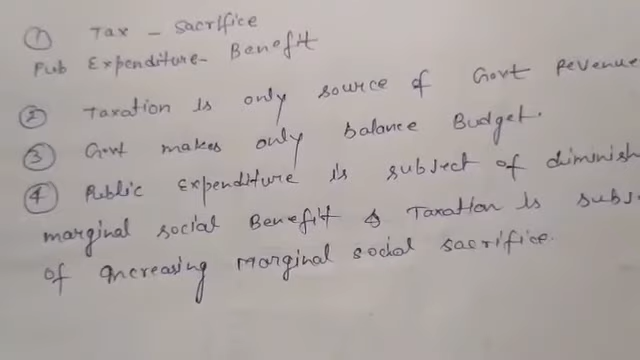 ① Tax - sacrifice
Pub Expenditure - Benefit
② Taxation is only source of Govt Revenue
③ Govt makes only balance Budget.
④ Public Expenditure is subject of diminish
marginal social Benefit & Taxation is subj
of Increasing Marginal social sacrifice.